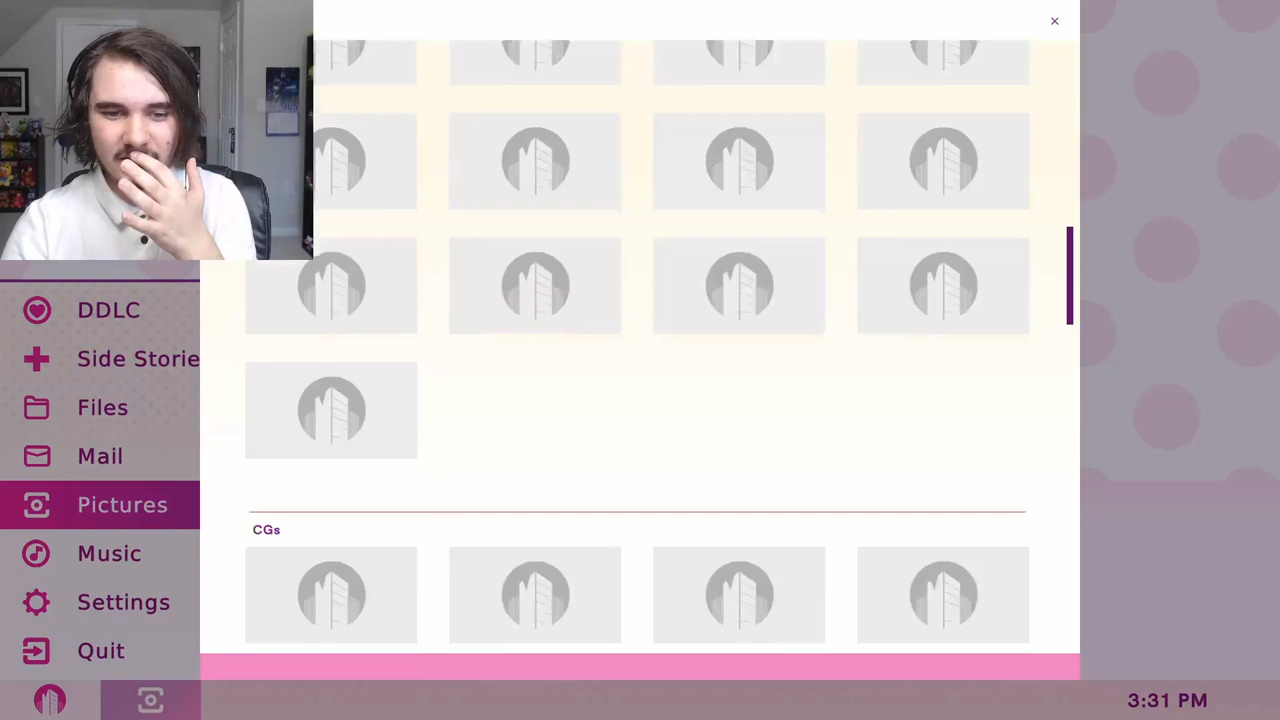 DDLC
Side Storie
Files
Mail
Pictures
Music
Settings
Quit
CGs
3:31 PM